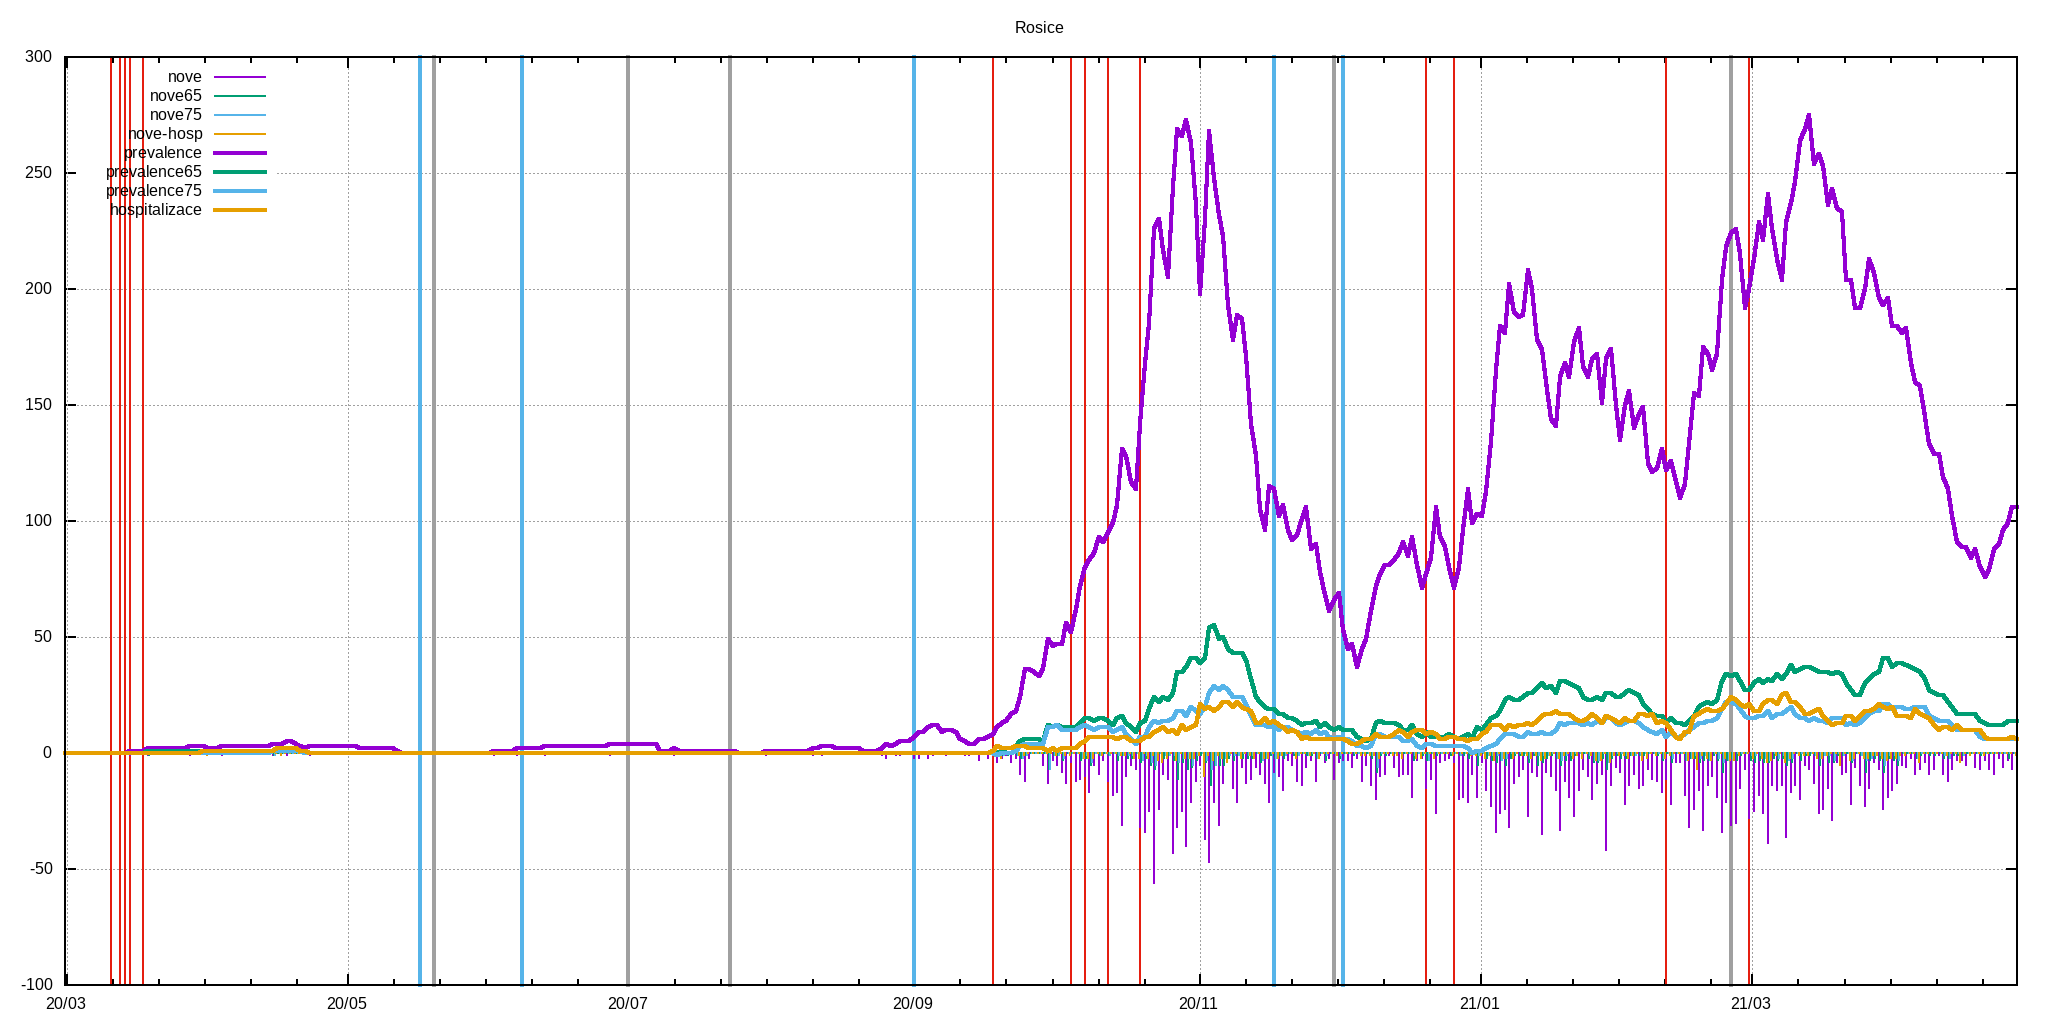 Rosice
300
250
200
150
100
50
0
-50
-100
nove
nove65
nove75
nove-hosp
prevalence
prevalence65
prevalence75
hospitalizace
20/03
20/05
20/07
20/09
20/11
21/01
21/03